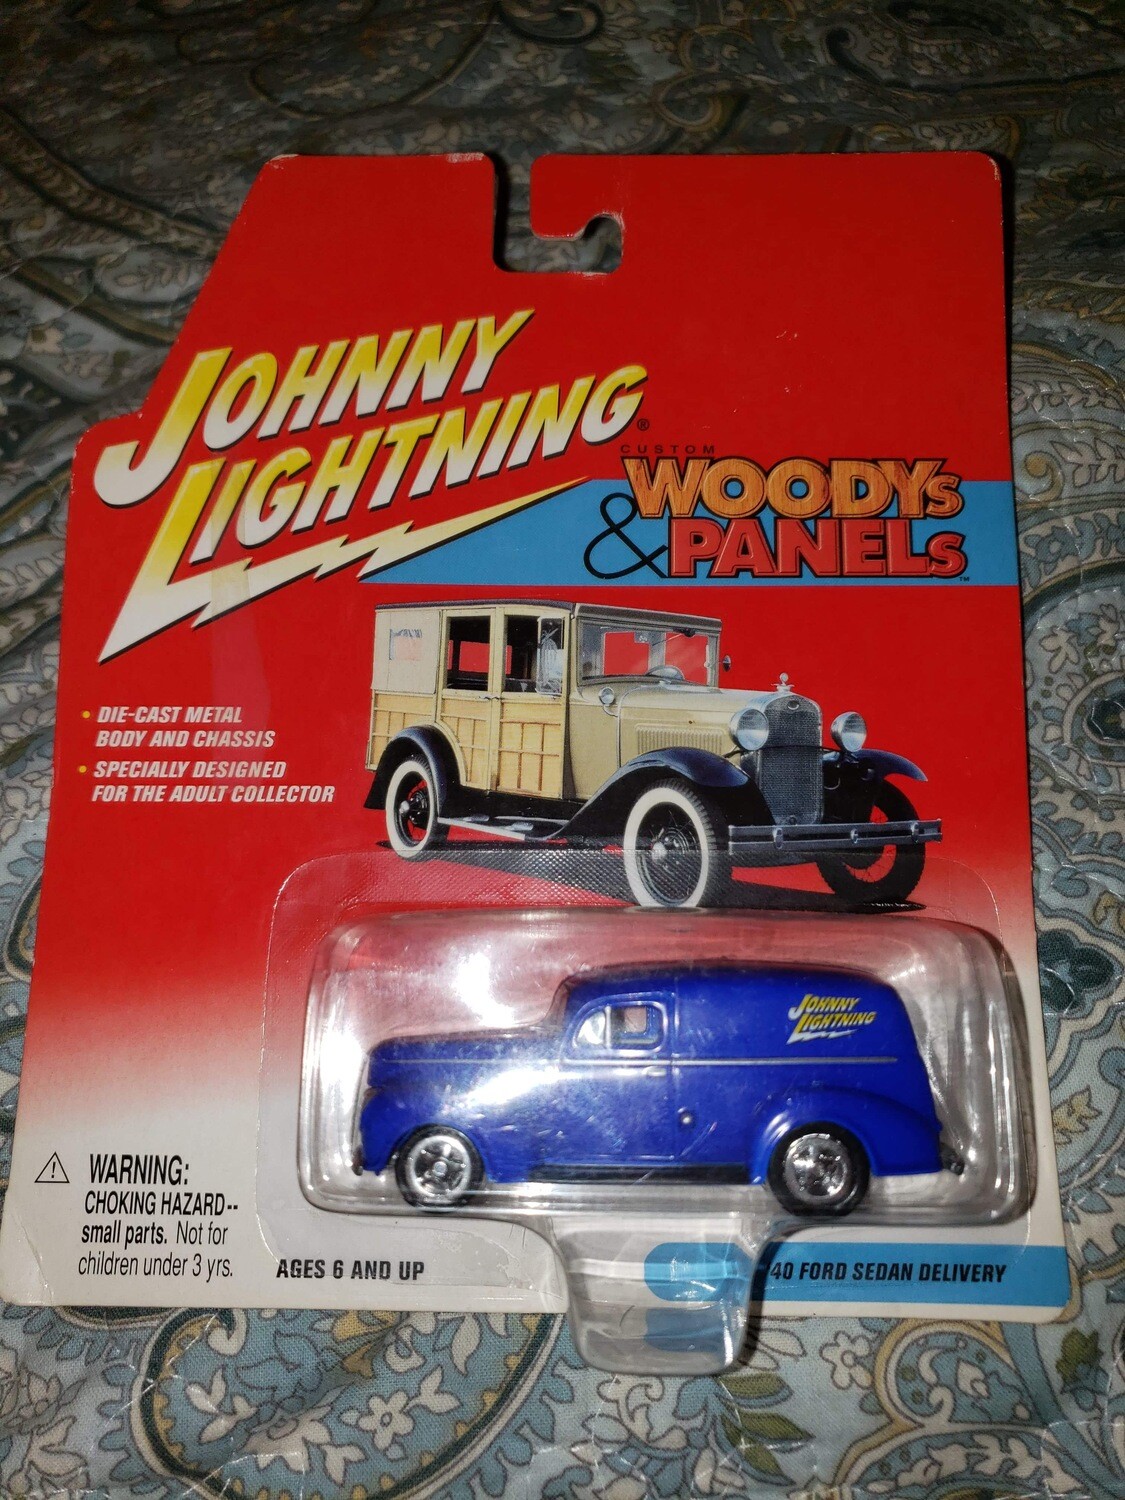 JOHNNY
LIGHTNING®
CUSTOM
WOODYS
& PANELS™
• DIE-CAST METAL
BODY AND CHASSIS
• SPECIALLY DESIGNED
FOR THE ADULT COLLECTOR
JOHNNY
LIGHTNING
WARNING:
CHOKING HAZARD--
small parts. Not for
children under 3 yrs.
AGES 6 AND UP
40 FORD SEDAN DELIVERY